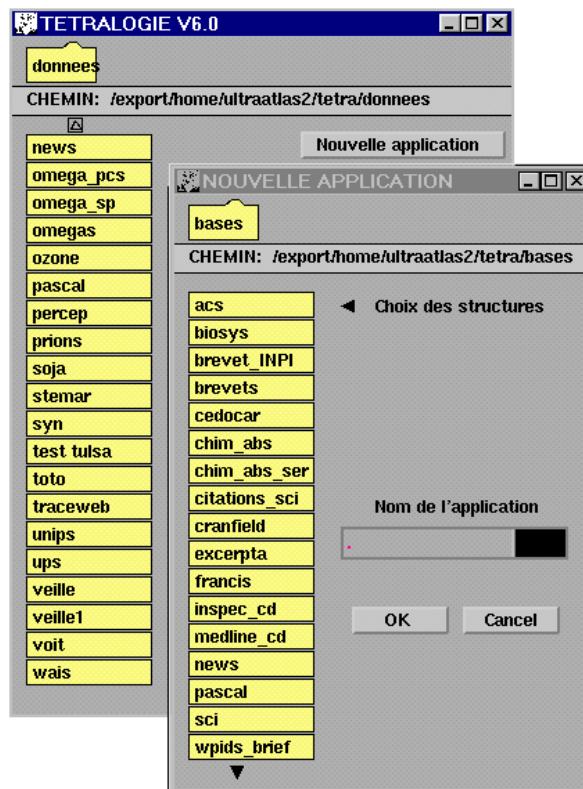 TETRALOGIE V6.0
donnees
CHEMIN: /export/home/ultraatlas2/tetra/donnees
Nouvelle application
news
omega_pcs
omega_sp
omegas
ozone
pascal
percep
prions
soja
stemar
syn
test tulsa
toto
traceweb
unips
ups
veille
veille1
voit
wais
NOUVELLE APPLICATION
bases
CHEMIN: /export/home/ultraatlas2/tetra/bases
Choix des structures
acs
biosys
brevet_INPI
brevets
cedocar
chim_abs
chim_abs_ser
citations_sci
cranfield
excerpta
francis
inspec_cd
medline_cd
news
pascal
sci
wpids_brief
Nom de l'application
OK
Cancel